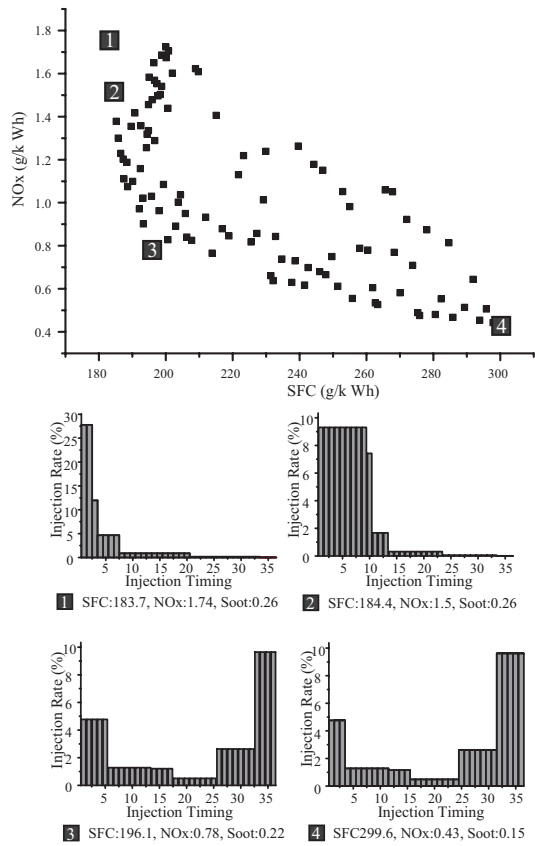 1.8
1.6
1.4
1.2
1.0
0.8
0.6
0.4
NOx (g/k Wh)
1
2
3
4
180 200 220 240 260 280 300
SFC (g/k Wh)
30
25
20
15
10
5
0
Injection Rate (%)
5 10 15 20 25 30 35
Injection Timing
1 SFC:183.7, NOx:1.74, Soot:0.26
10
8
6
4
2
0
Injection Rate (%)
5 10 15 20 25 30 35
Injection Timing
2 SFC:184.4, NOx:1.5, Soot:0.26
10
8
6
4
2
0
Injection Rate (%)
5 10 15 20 25 30 35
Injection Timing
3 SFC:196.1, NOx:0.78, Soot:0.22
10
8
6
4
2
0
Injection Rate (%)
5 10 15 20 25 30 35
Injection Timing
4 SFC299.6, NOx:0.43, Soot:0.15